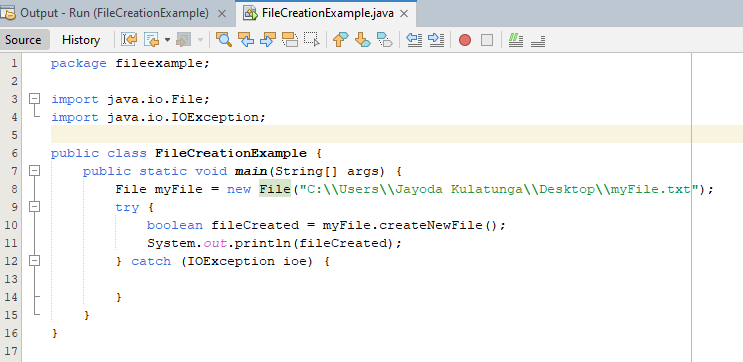 Output - Run (FileCreationExample) × FileCreationExample.java ×
Source History
1 package fileexample;
2
3 import java.io.File;
4 import java.io.IOException;
5
6 public class FileCreationExample {
7 public static void main(String[] args) {
8 File myFile = new File("C:\\Users\\Jayoda Kulatunga\\Desktop\\myFile.txt");
9 try {
10 boolean fileCreated = myFile.createNewFile();
11 System.out.println(fileCreated);
12 } catch (IOException ioe) {
13
14 }
15 }
16 }
17